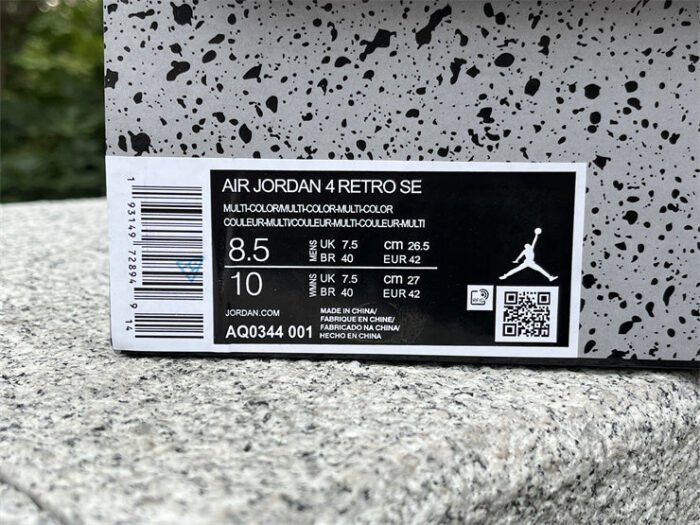 AIR JORDAN 4 RETRO SE
MULTI-COLOR/MULTI-COLOR-MULTI-COLOR
COULEUR-MULTI/COULEUR-MULTI-COULEUR-MULTI
8.5 MENS UK 7.5 cm 26.5
BR 40 EUR 42
10 WMNS UK 7.5 cm 27
BR 40 EUR 42
JORDAN.COM
AQ0344 001
MADE IN CHINA/
FABRIQUE EN CHINE/
FABRICADO NA CHINA/
HECHO EN CHINA
1 93149 72894 9 14